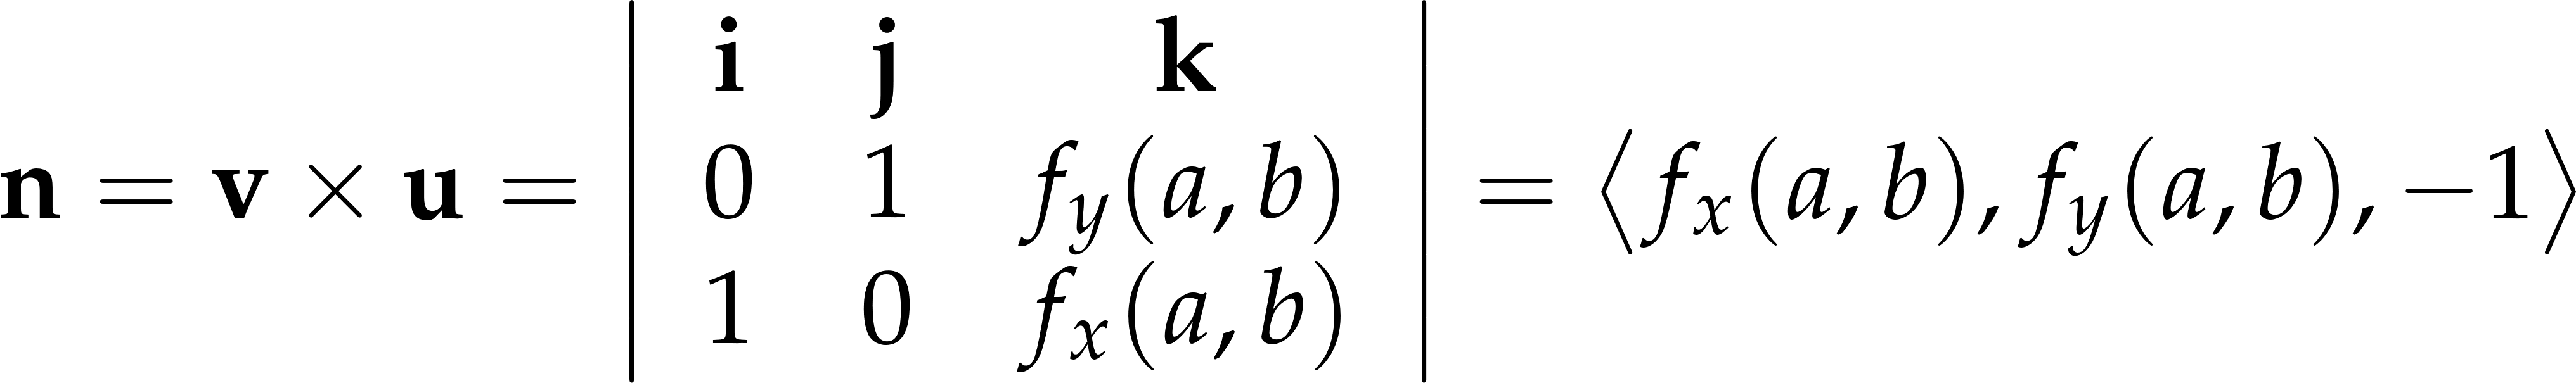 n = v × u = | i j k |
| 0 1 f_y(a, b) |
| 1 0 f_x(a, b) | = ⟨f_x(a, b), f_y(a, b), −1⟩